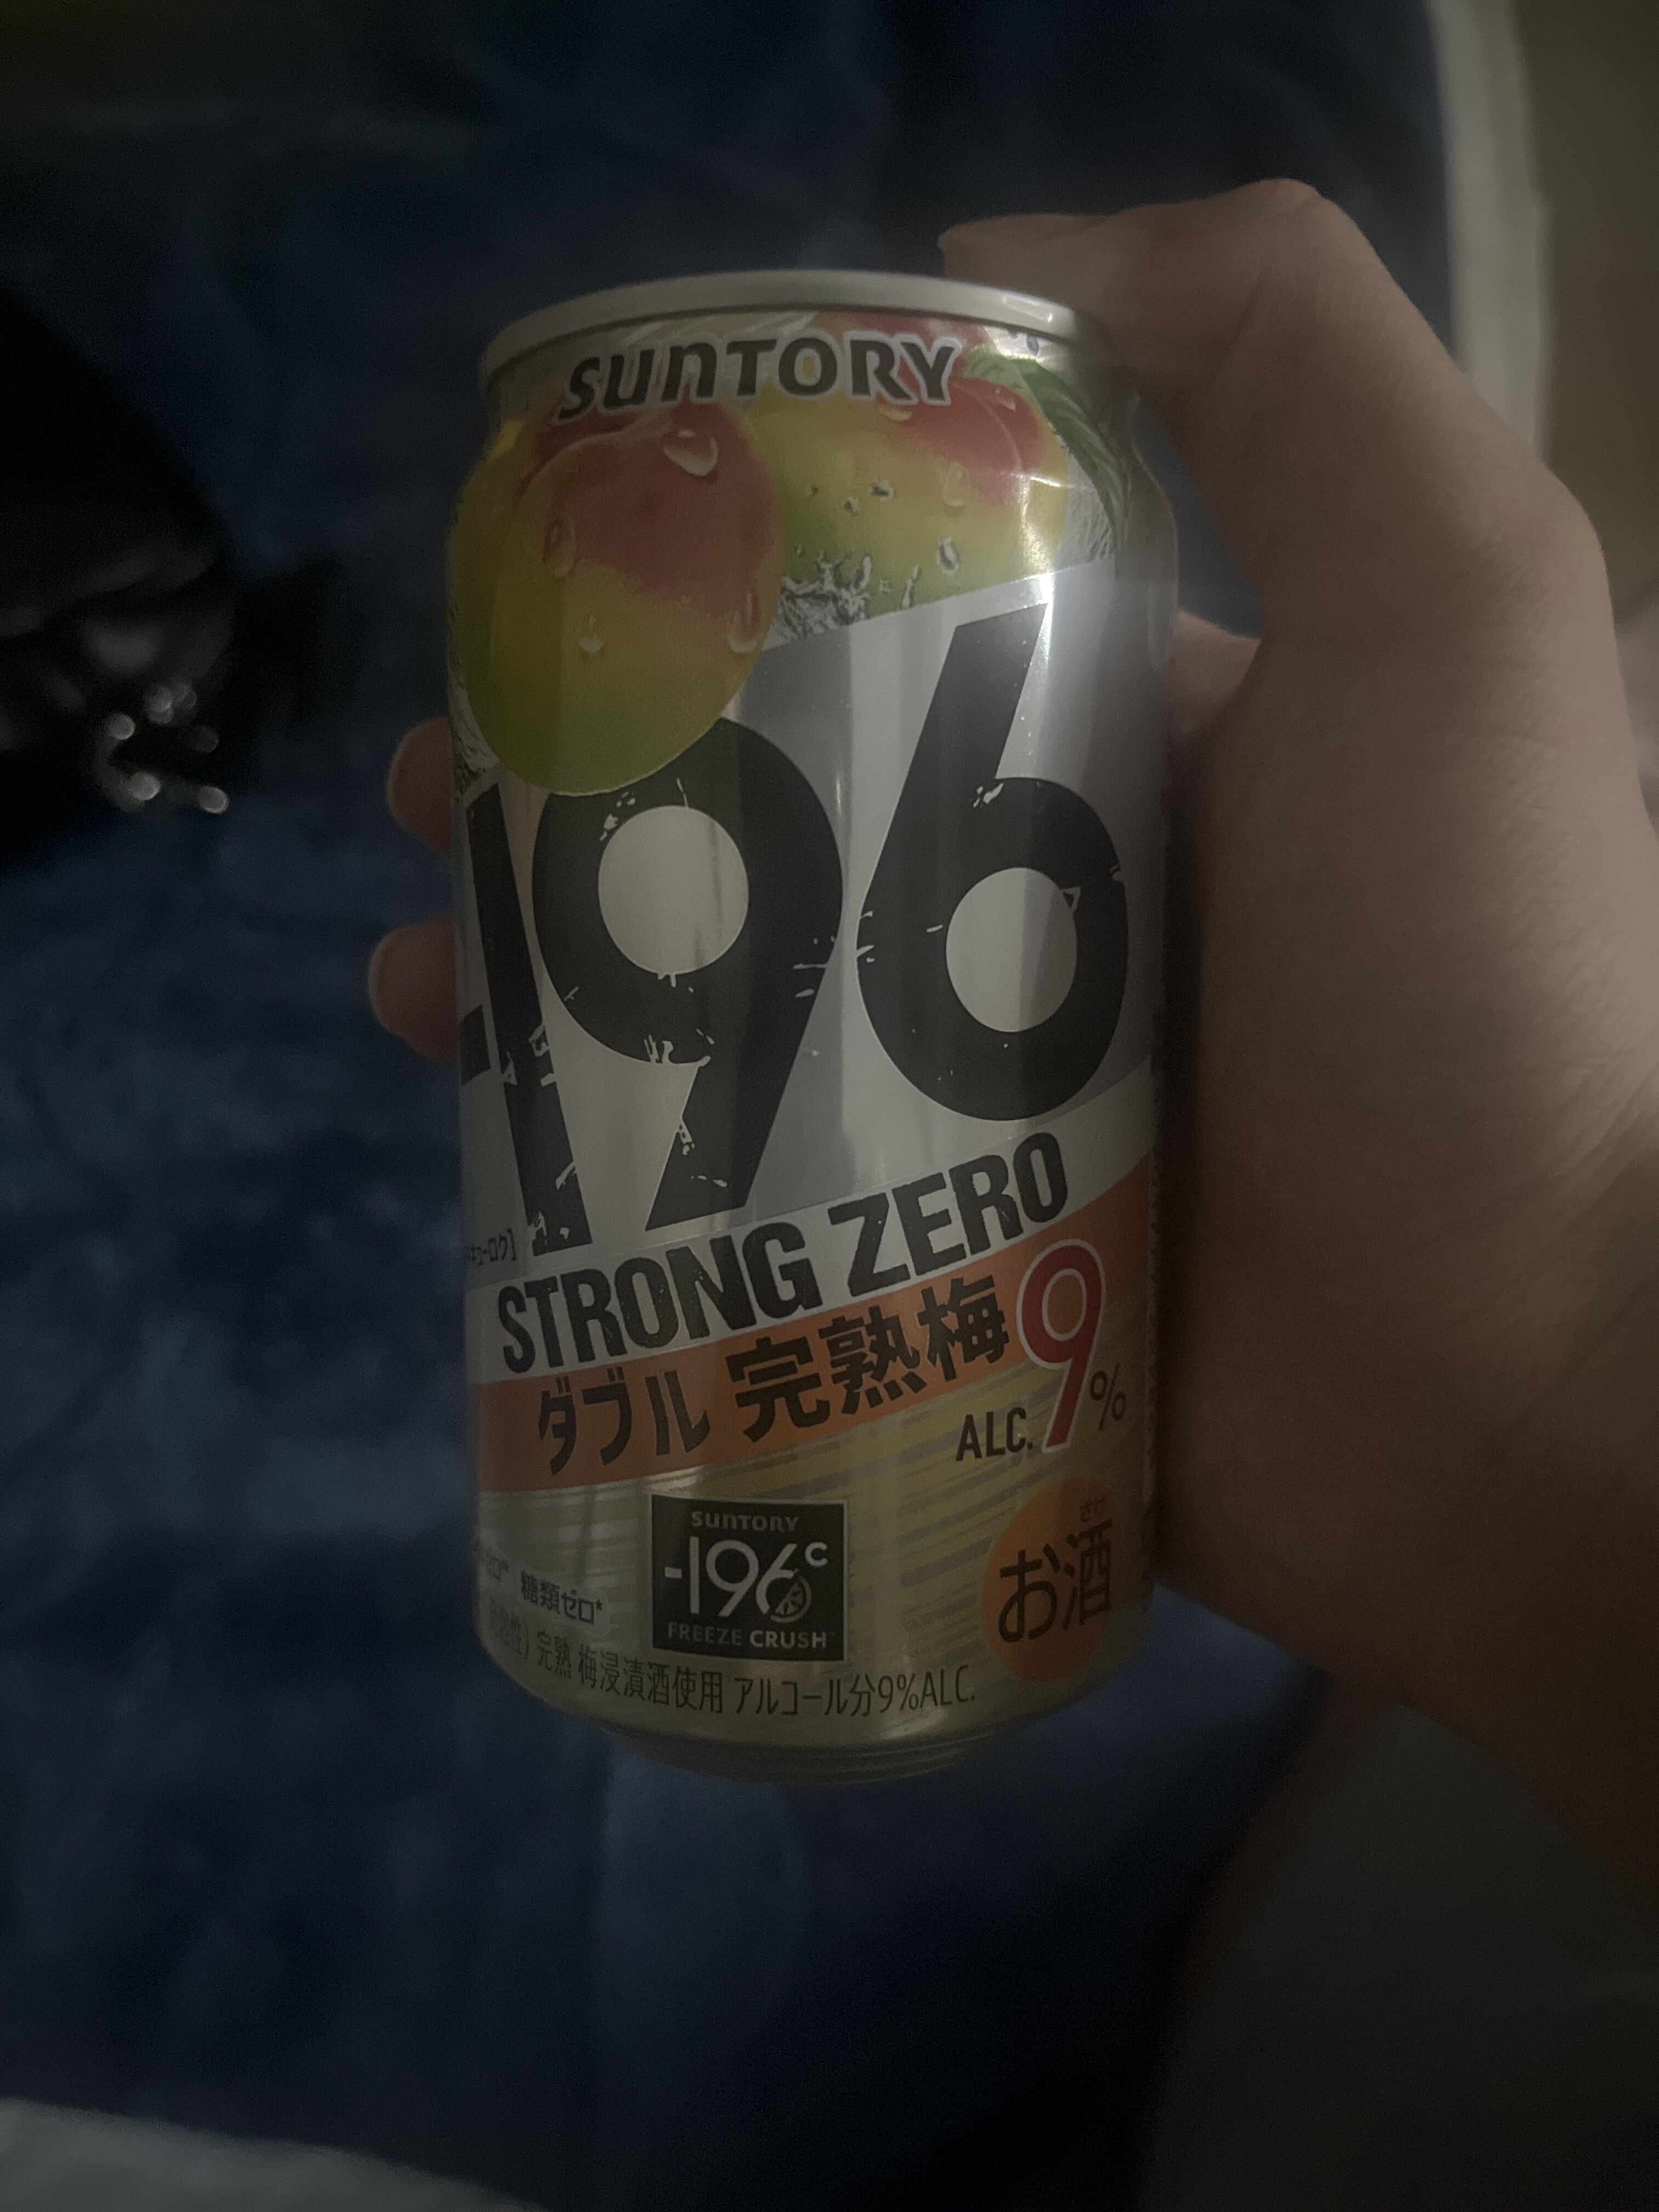 SUNTORY
-196
STRONG ZERO
ダブル 完熟梅
ALC. 9%
SUNTORY
-196°C
FREEZE CRUSH
さけ
お酒
糖類ゼロ*
完熟 梅浸漬酒使用 アルコール分9%ALC.